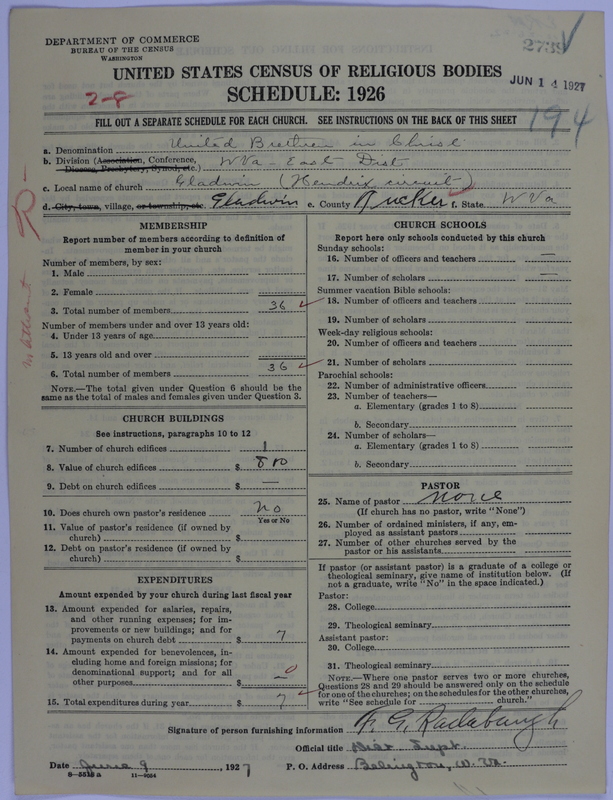 DEPARTMENT OF COMMERCE
BUREAU OF THE CENSUS
WASHINGTON
2739
UNITED STATES CENSUS OF RELIGIOUS BODIES
JUN 14 1927
2-8
SCHEDULE: 1926
194
FILL OUT A SEPARATE SCHEDULE FOR EACH CHURCH. SEE INSTRUCTIONS ON THE BACK OF THIS SHEET
a. Denomination United Brethren in Christ
b. Division (Association, Conference, Diocese, Presbytery, Synod, etc.) W Va - East Dist
c. Local name of church Gladwin (Hendrix circuit)
d. City, town, village, or township, etc. Gladwin e. County Tucker f. State W Va
MEMBERSHIP
Report number of members according to definition of
member in your church
Number of members, by sex:
1. Male
2. Female
3. Total number of members 36
Number of members under and over 13 years old:
4. Under 13 years of age
5. 13 years old and over
6. Total number of members 36
NOTE.—The total given under Question 6 should be
same as the total of males and females given under Question 3.
CHURCH BUILDINGS
See instructions, paragraphs 10 to 12
7. Number of church edifices 1
8. Value of church edifices $ 800
9. Debt on church edifices $ —
10. Does church own pastor's residence no
Yes or No
11. Value of pastor's residence (if owned by
church) $
12. Debt on pastor's residence (if owned by
church) $
EXPENDITURES
Amount expended by your church during last fiscal year
13. Amount expended for salaries, repairs,
and other running expenses; for im-
provements or new buildings; and for
payments on church debt $ 7
14. Amount expended for benevolences, in-
cluding home and foreign missions; for
denominational support; and for all
other purposes $ — 0
15. Total expenditures during year $ 7
CHURCH SCHOOLS
Report here only schools conducted by this church
Sunday schools:
16. Number of officers and teachers —
17. Number of scholars —
Summer vacation Bible schools:
18. Number of officers and teachers
19. Number of scholars
Week-day religious schools:
20. Number of officers and teachers
21. Number of scholars
Parochial schools:
22. Number of administrative officers
23. Number of teachers—
a. Elementary (grades 1 to 8)
b. Secondary
24. Number of scholars—
a. Elementary (grades 1 to 8)
b. Secondary
PASTOR
25. Name of pastor none
(If church has no pastor, write "None")
26. Number of ordained ministers, if any, em-
ployed as assistant pastors
27. Number of other churches served by the
pastor or his assistants
If pastor (or assistant pastor) is a graduate of a college or
theological seminary, give name of institution below. (If
not a graduate, write "No" in the space indicated.)
Pastor:
28. College
29. Theological seminary
Assistant pastor:
30. College
31. Theological seminary
NOTE.—Where one pastor serves two or more churches,
Questions 28 and 29 should be answered only on the schedule
for one of the churches; on the schedules for the other churches,
write "See schedule for church."
Signature of person furnishing information F. G. Radabaugh
Official title Dist Supt.
Date June 9, 1927 P. O. Address Belington, W. Va.
8-5518a 11-9034